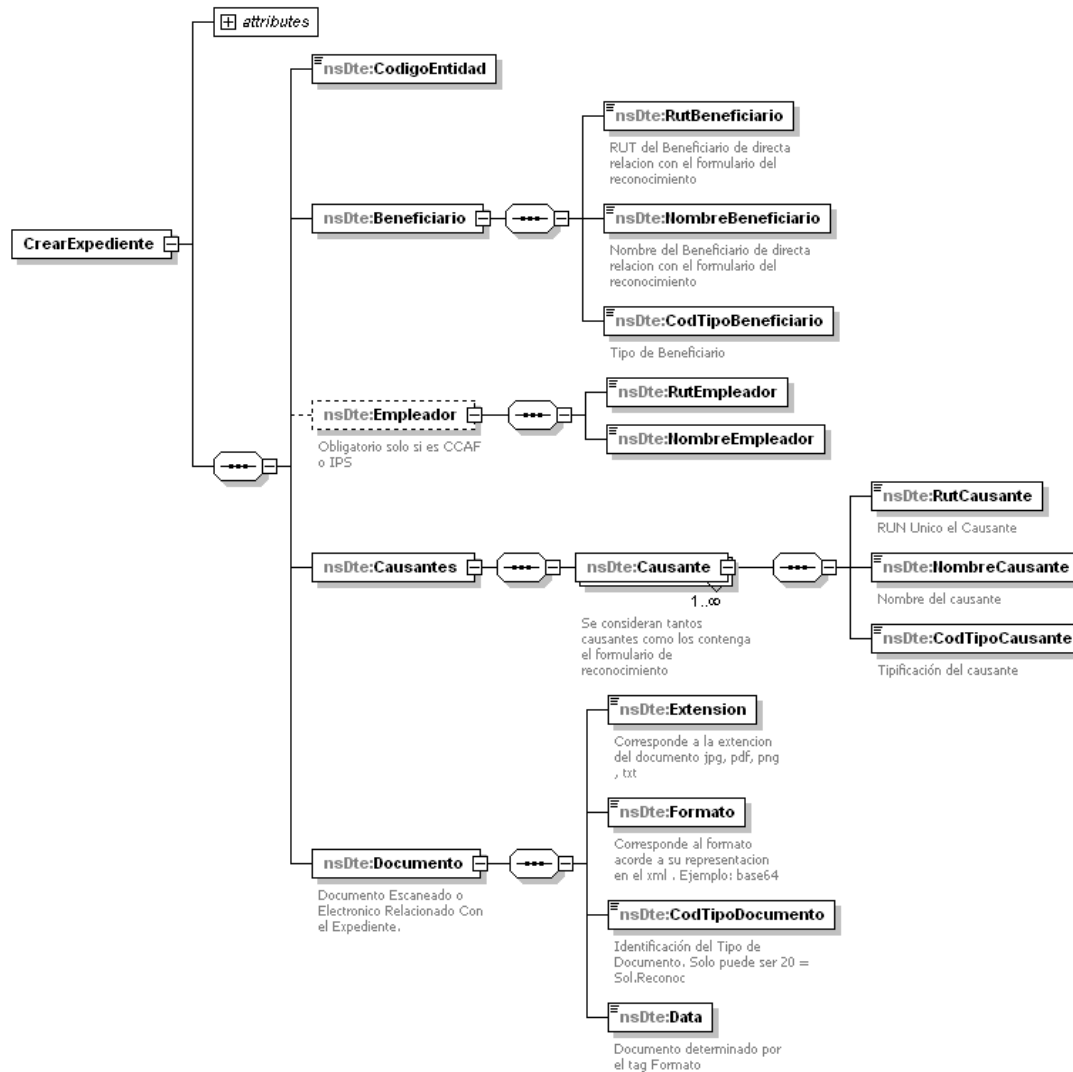 attributes
nsDte:CodigoEntidad
nsDte:RutBeneficiario
RUT del Beneficiario de directa
relacion con el formulario del
reconocimiento
CrearExpediente
nsDte:Beneficiario
nsDte:NombreBeneficiario
Nombre del Beneficiario de directa
relacion con el formulario del
reconocimiento
nsDte:CodTipoBeneficiario
Tipo de Beneficiario
nsDte:Empleador
Obligatorio solo si es CCAF
o IPS
nsDte:RutEmpleador
nsDte:NombreEmpleador
nsDte:Causantes
nsDte:Causante
1..∞
Se consideran tantos
causantes como los contenga
el formulario de
reconocimiento
nsDte:RutCausante
RUN Unico el Causante
nsDte:NombreCausante
Nombre del causante
nsDte:CodTipoCausante
Tipificación del causante
nsDte:Documento
Documento Escaneado o
Electronico Relacionado Con
el Expediente.
nsDte:Extension
Corresponde a la extencion
del documento jpg, pdf, png
, txt
nsDte:Formato
Corresponde al formato
acorde a su representacion
en el xml . Ejemplo: base64
nsDte:CodTipoDocumento
Identificación del Tipo de
Documento. Solo puede ser 20 =
Sol.Reconoc
nsDte:Data
Documento determinado por
el tag Formato